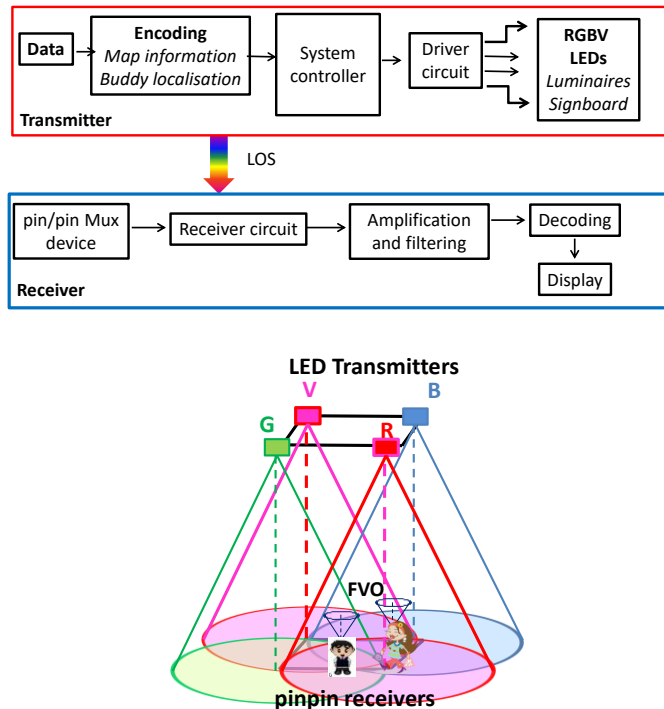 Data
Encoding
Map information
Buddy localisation
System
controller
Driver
circuit
RGBV
LEDs
Luminaires
Signboard
Transmitter
LOS
pin/pin Mux
device
Receiver circuit
Amplification
and filtering
Decoding
Display
Receiver
LED Transmitters
V
B
G
R
FVO
pinpin receivers